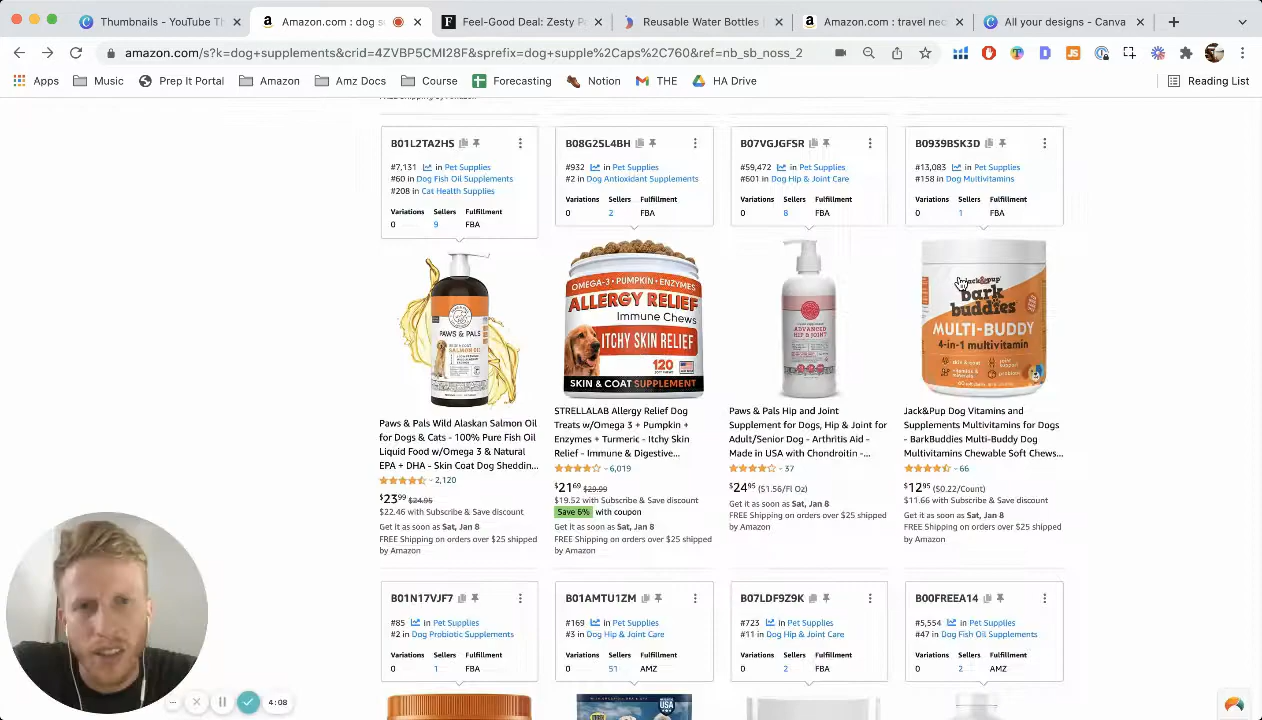 Thumbnails - YouTube Th
Amazon.com : dog s
Feel-Good Deal: Zesty P
Reusable Water Bottles
Amazon.com : travel nec
All your designs - Canva
amazon.com/s?k=dog+supplements&crid=4ZVBP5CMI28F&sprefix=dog+supple%2Caps%2C760&ref=nb_sb_noss_2
Apps
Music
Prep It Portal
Amazon
Amz Docs
Course
Forecasting
Notion
THE
HA Drive
Reading List
B01L2TA2HS
#7,131 in Pet Supplies
#60 in Dog Fish Oil Supplements
#208 in Cat Health Supplies
Variations Sellers Fulfillment
0 9 FBA
B08G2SL4BH
#932 in Pet Supplies
#2 in Dog Antioxidant Supplements
Variations Sellers Fulfillment
0 2 FBA
B07VGJGFSR
#59,472 in Pet Supplies
#601 in Dog Hip & Joint Care
Variations Sellers Fulfillment
0 8 FBA
B0939BSK3D
#13,083 in Pet Supplies
#158 in Dog Multivitamins
Variations Sellers Fulfillment
0 1 FBA
PAWS & PALS
SALMON OIL
OMEGA-3 • PUMPKIN • ENZYMES
ALLERGY RELIEF
Immune Chews
ITCHY SKIN RELIEF
120
SKIN & COAT SUPPLEMENT
ADVANCED
HIP & JOINT
bark
buddies
MULTI-BUDDY
4-in-1 multivitamin
Paws & Pals Wild Alaskan Salmon Oil
for Dogs & Cats - 100% Pure Fish Oil
Liquid Food w/Omega 3 & Natural
EPA + DHA - Skin Coat Dog Sheddin...
2,120
$23.99 $24.95
$22.46 with Subscribe & Save discount
Get it as soon as Sat, Jan 8
FREE Shipping on orders over $25 shipped
by Amazon
STRELLALAB Allergy Relief Dog
Treats w/Omega 3 + Pumpkin +
Enzymes + Turmeric - Itchy Skin
Relief - Immune & Digestive...
6,019
$21.69 $29.99
$19.52 with Subscribe & Save discount
Save 6% with coupon
Get it as soon as Sat, Jan 8
FREE Shipping on orders over $25 shipped
by Amazon
Paws & Pals Hip and Joint
Supplement for Dogs, Hip & Joint for
Adult/Senior Dog - Arthritis Aid -
Made in USA with Chondroitin -...
37
$24.95 ($1.56/Fl Oz)
Get it as soon as Sat, Jan 8
FREE Shipping on orders over $25 shipped
by Amazon
Jack&Pup Dog Vitamins and
Supplements Multivitamins for Dogs
- BarkBuddies Multi-Buddy Dog
Multivitamins Chewable Soft Chews...
66
$12.95 ($0.22/Count)
$11.66 with Subscribe & Save discount
Get it as soon as Sat, Jan 8
FREE Shipping on orders over $25 shipped
by Amazon
B01N17VJF7
#85 in Pet Supplies
#2 in Dog Probiotic Supplements
Variations Sellers Fulfillment
0 1 FBA
B01AMTU1ZM
#169 in Pet Supplies
#3 in Dog Hip & Joint Care
Variations Sellers Fulfillment
0 51 AMZ
B07LDF9Z9K
#723 in Pet Supplies
#11 in Dog Hip & Joint Care
Variations Sellers Fulfillment
0 2 FBA
B00FREEA14
#5,554 in Pet Supplies
#47 in Dog Fish Oil Supplements
Variations Sellers Fulfillment
0 2 AMZ
4:08